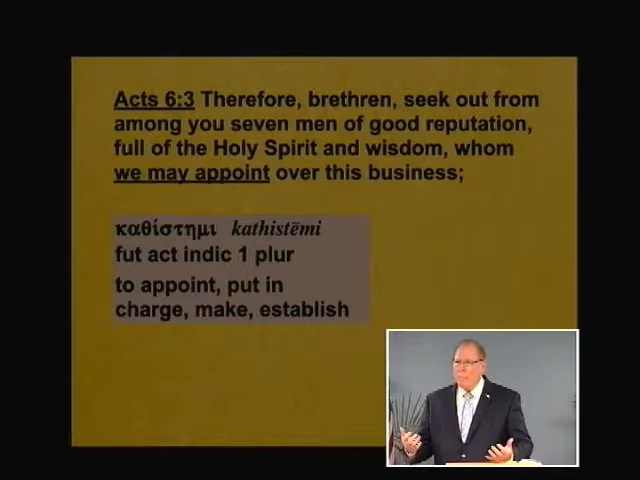 Acts 6:3 Therefore, brethren, seek out from
among you seven men of good reputation,
full of the Holy Spirit and wisdom, whom
we may appoint over this business;
καθίστημι kathistēmi
fut act indic 1 plur
to appoint, put in
charge, make, establish